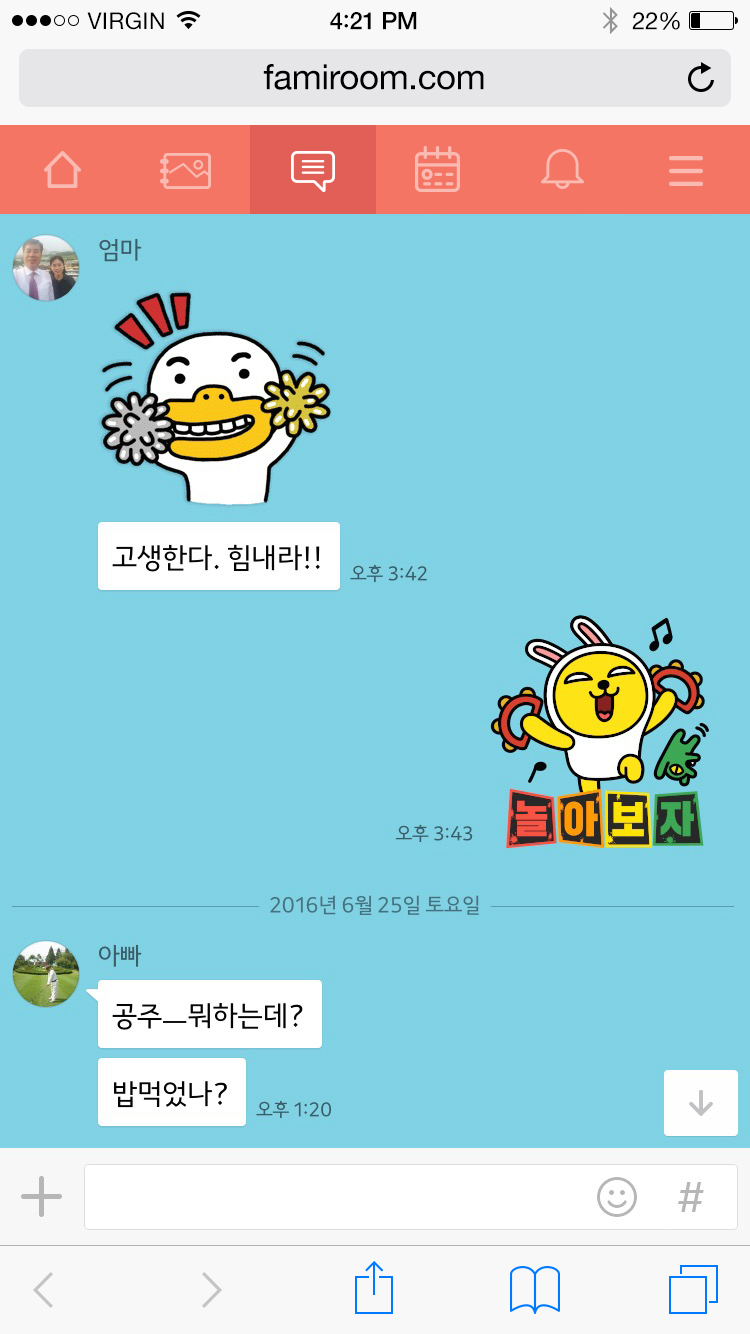 VIRGIN 4:21 PM 22%
famiroom.com
엄마
고생한다. 힘내라!! 오후 3:42
오후 3:43 놀아보자
2016년 6월 25일 토요일
아빠
공주ㅡ뭐하는데?
밥먹었나? 오후 1:20
#